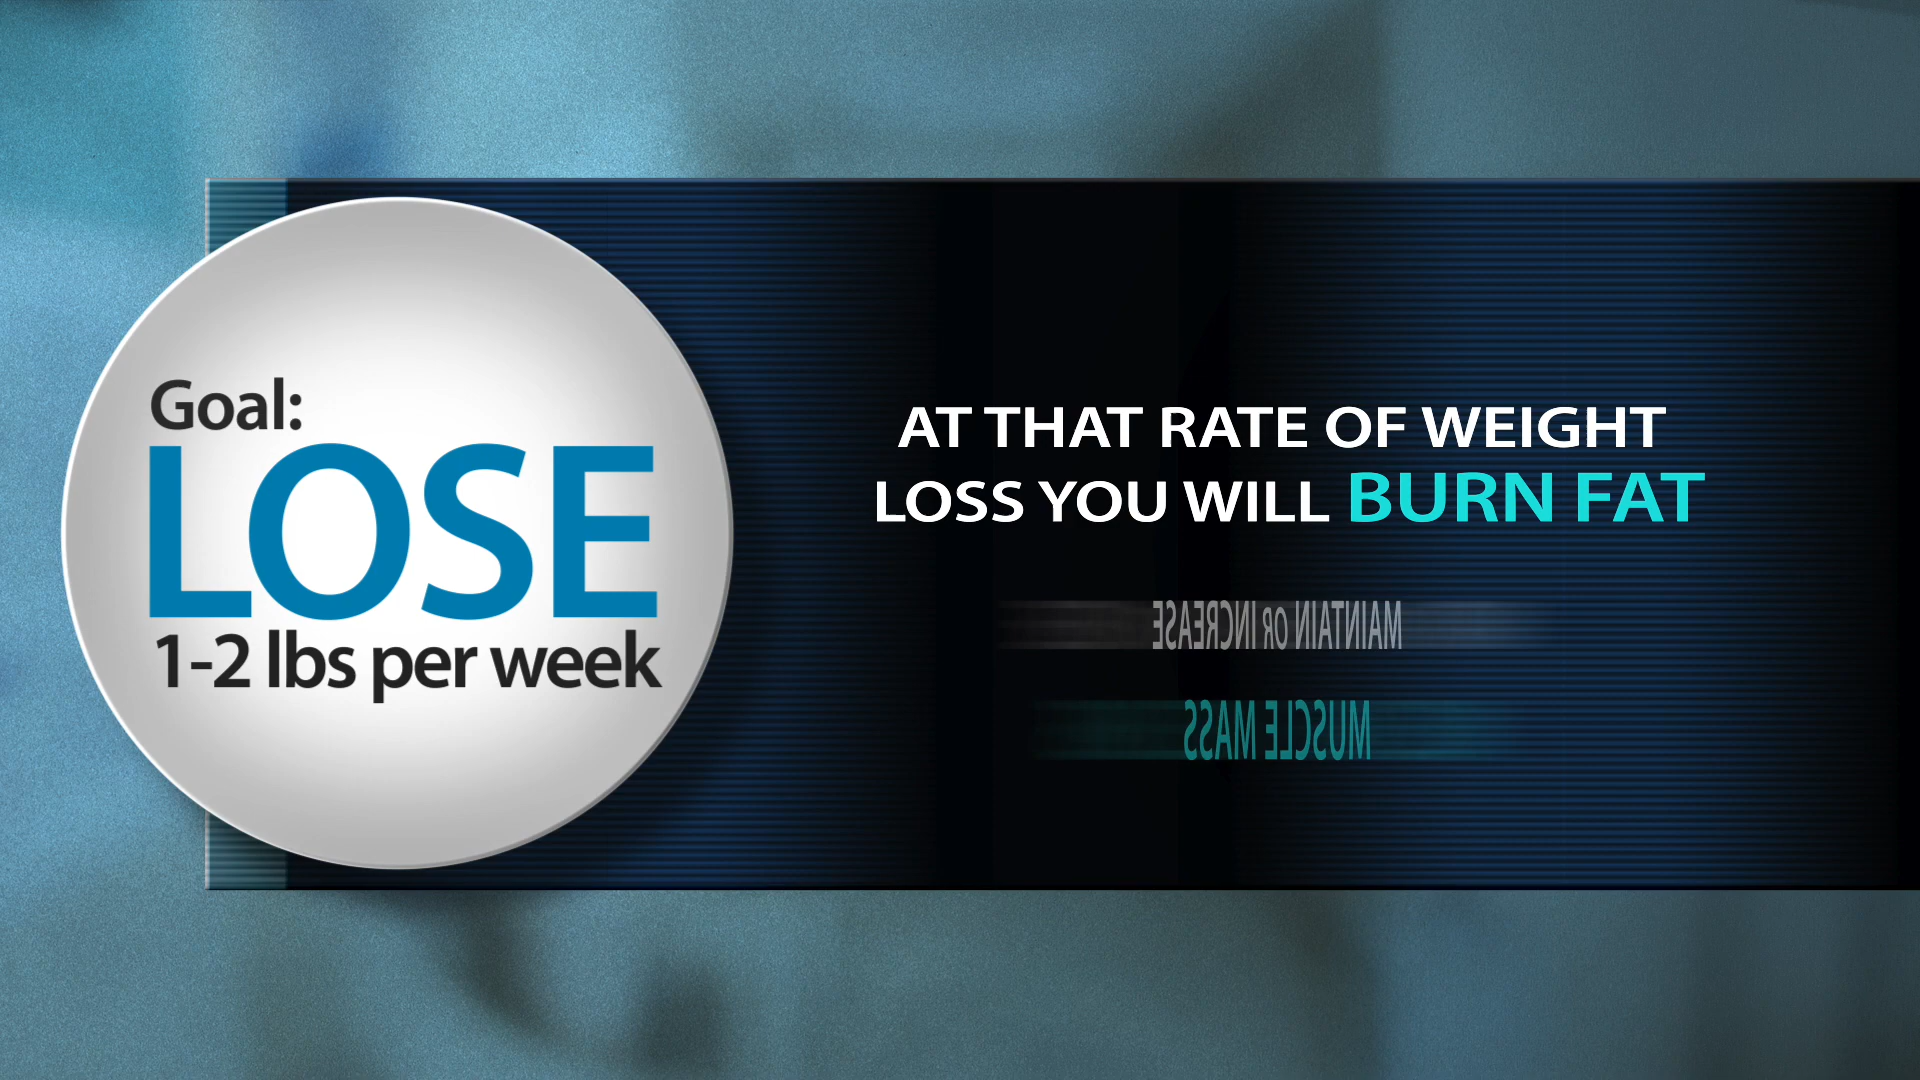 Goal:
LOSE
1-2 lbs per week
AT THAT RATE OF WEIGHT
LOSS YOU WILL BURN FAT
MAINTAIN OR INCREASE
MUSCLE MASS